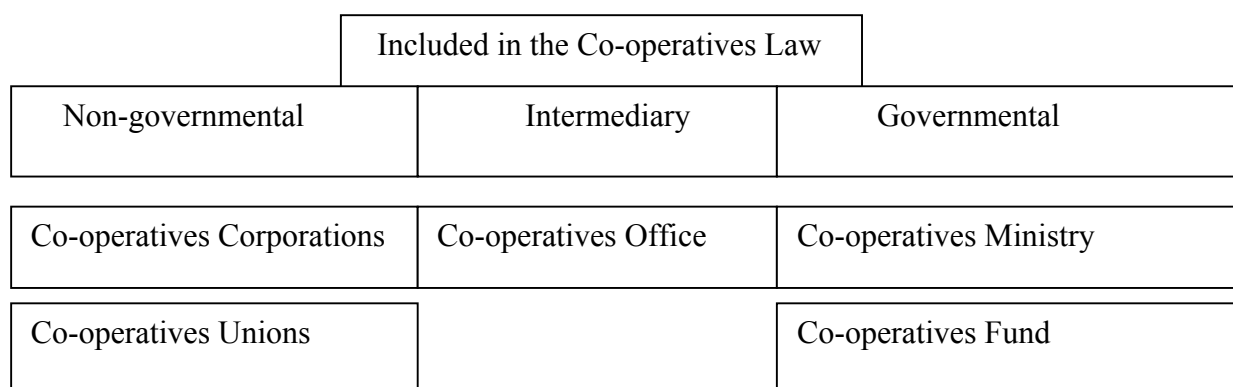 Included in the Co-operatives Law
Non-governmental Intermediary Governmental
Co-operatives Corporations Co-operatives Office Co-operatives Ministry
Co-operatives Unions Co-operatives Fund